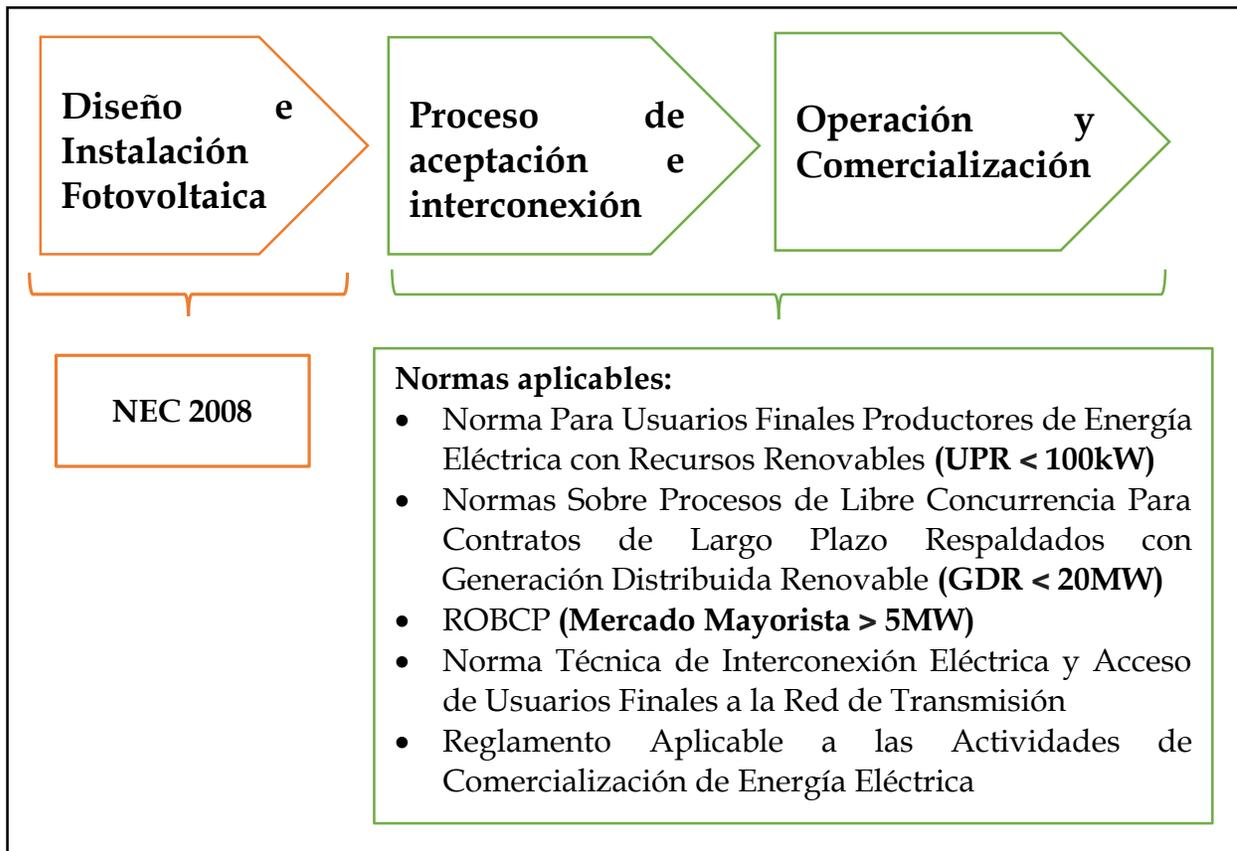 Diseño e
Instalación
Fotovoltaica
Proceso de
aceptación e
interconexión
Operación y
Comercialización
NEC 2008
Normas aplicables:
• Norma Para Usuarios Finales Productores de Energía
Eléctrica con Recursos Renovables (UPR < 100kW)
• Normas Sobre Procesos de Libre Concurrencia Para
Contratos de Largo Plazo Respaldados con
Generación Distribuida Renovable (GDR < 20MW)
• ROBCP (Mercado Mayorista > 5MW)
• Norma Técnica de Interconexión Eléctrica y Acceso
de Usuarios Finales a la Red de Transmisión
• Reglamento Aplicable a las Actividades de
Comercialización de Energía Eléctrica